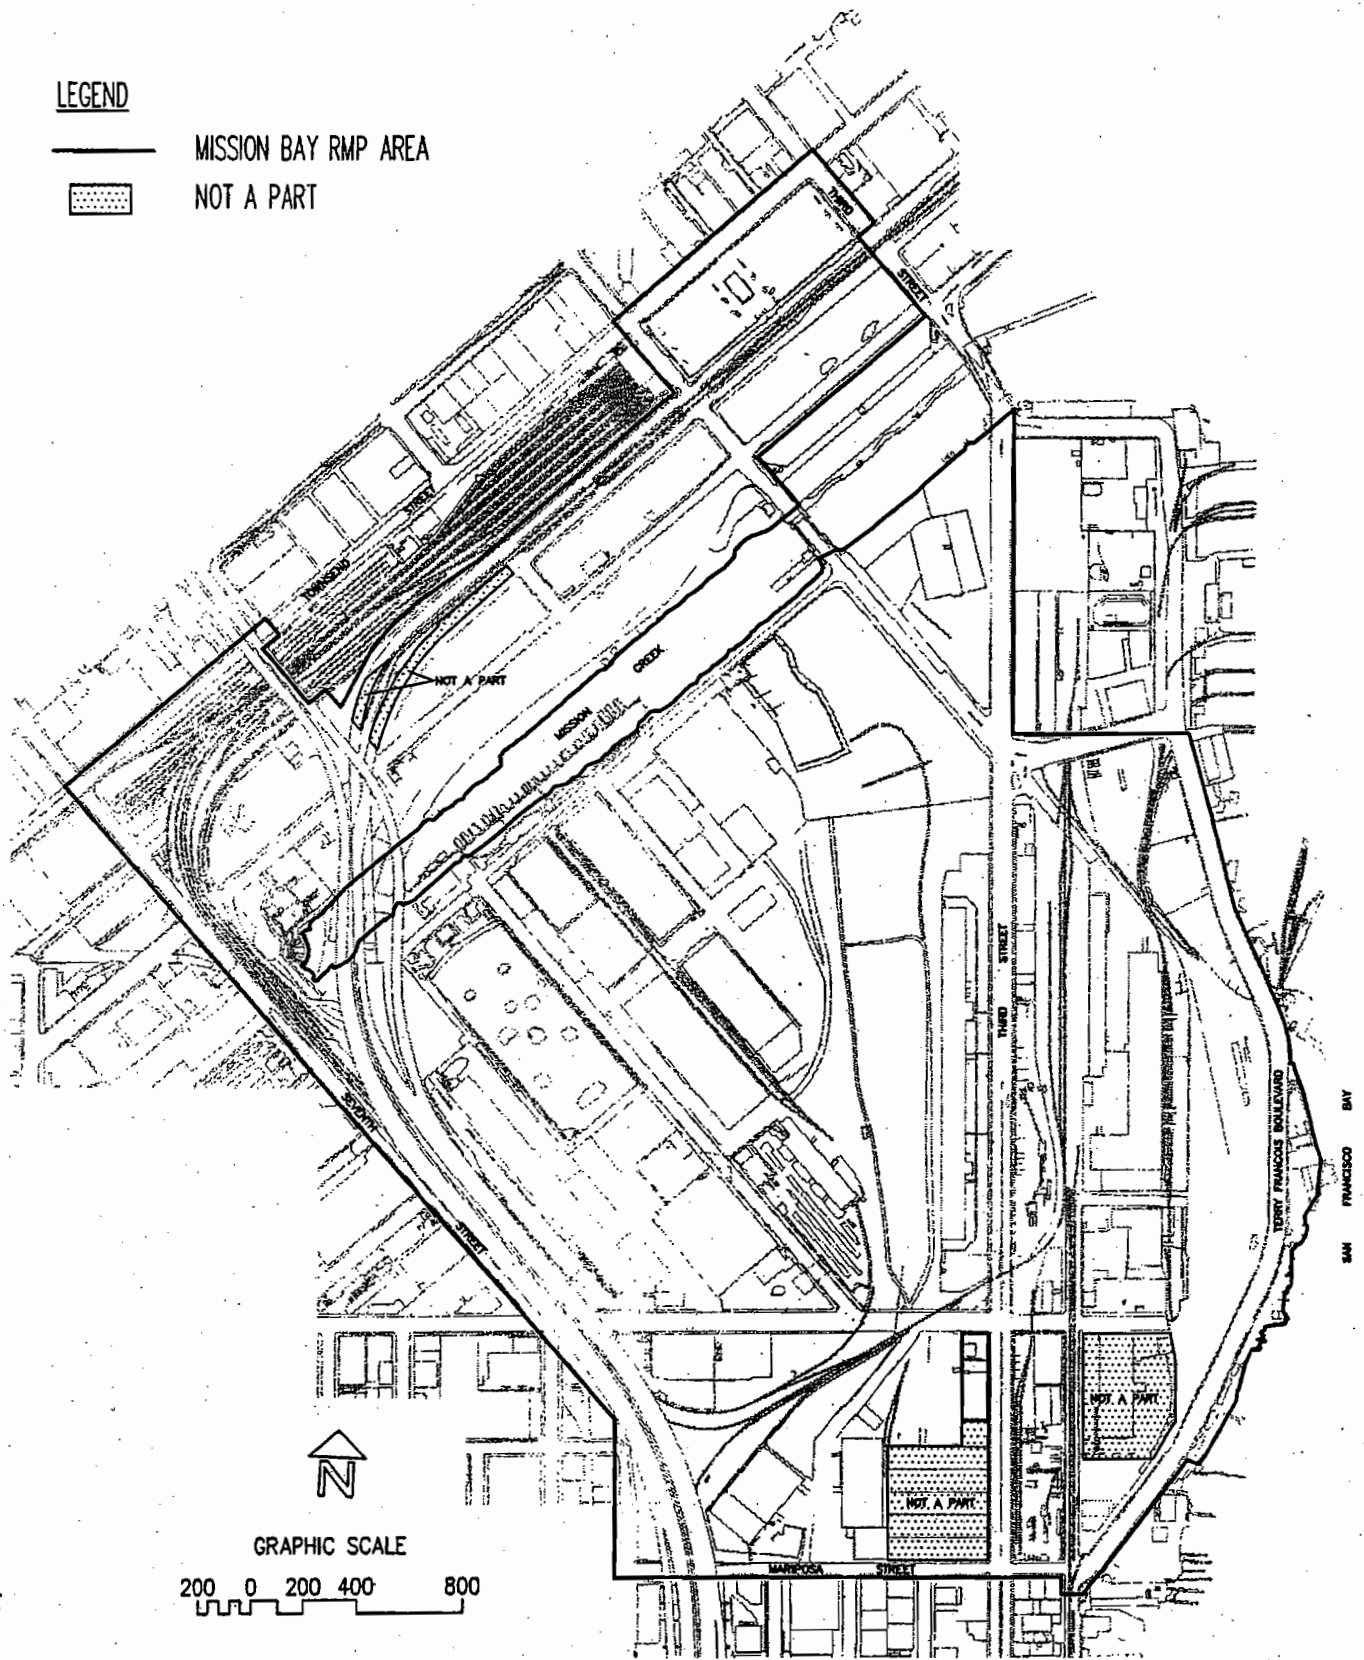 LEGEND
MISSION BAY RMP AREA
NOT A PART
THIRD
STREET
TOWNSEND STREET
NOT A PART
MISSION CREEK
THIRD STREET
SEVENTH
STREET
TERRY FRANCOIS BOULEVARD
SAN FRANCISCO BAY
NOT A PART
NOT A PART
MARIPOSA STREET
N
GRAPHIC SCALE
200 0 200 400 800